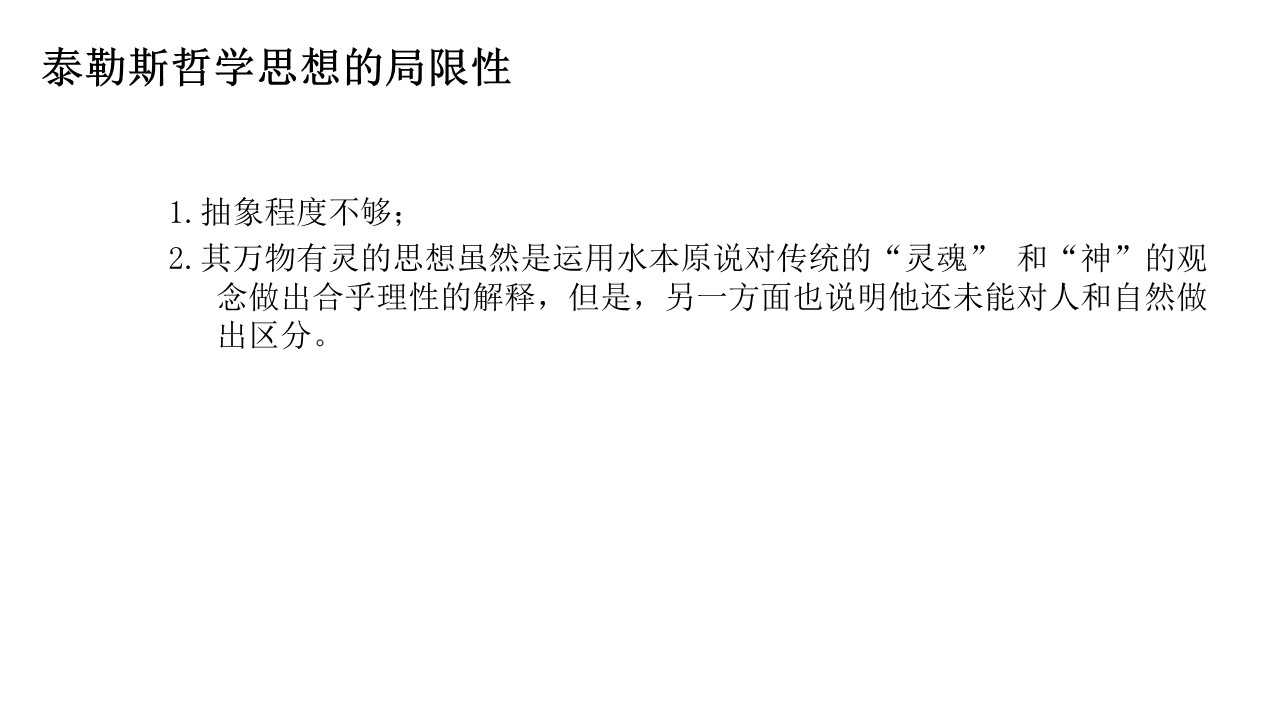 泰勒斯哲学思想的局限性
1.抽象程度不够；
2.其万物有灵的思想虽然是运用水本原说对传统的“灵魂” 和“神”的观
念做出合乎理性的解释，但是，另一方面也说明他还未能对人和自然做
出区分。